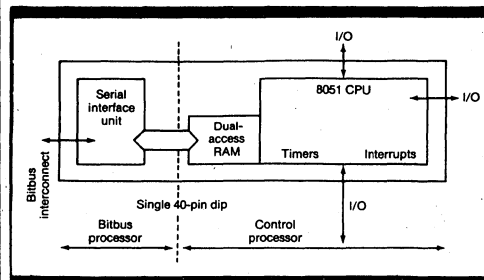 I/O
8051 CPU
I/O
Serial
interface
unit
Dual-
access
RAM
Timers
Interrupts
Bitbus
interconnect
Single 40-pin dip
I/O
Bitbus
processor
Control
processor